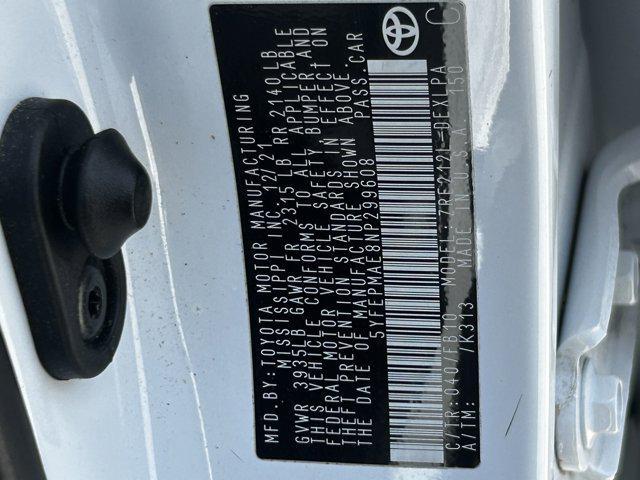 MFD. BY: TOYOTA MOTOR MANUFACTURING
MISSISSIPPI INC. 12/21
GVWR 3935LB GAWR FR 2315LB RR 2140LB
THIS VEHICLE CONFORMS TO ALL APPLICABLE
FEDERAL MOTOR VEHICLE SAFETY, BUMPER AND
THEFT PREVENTION STANDARDS IN EFFECT ON
THE DATE OF MANUFACTURE SHOWN ABOVE.
5YFEPMAE8NP299608 PASS. CAR
C/TR: 040 /FB10 MODEL:
A/TM: /K313 MADE IN U.S.A. 150
C